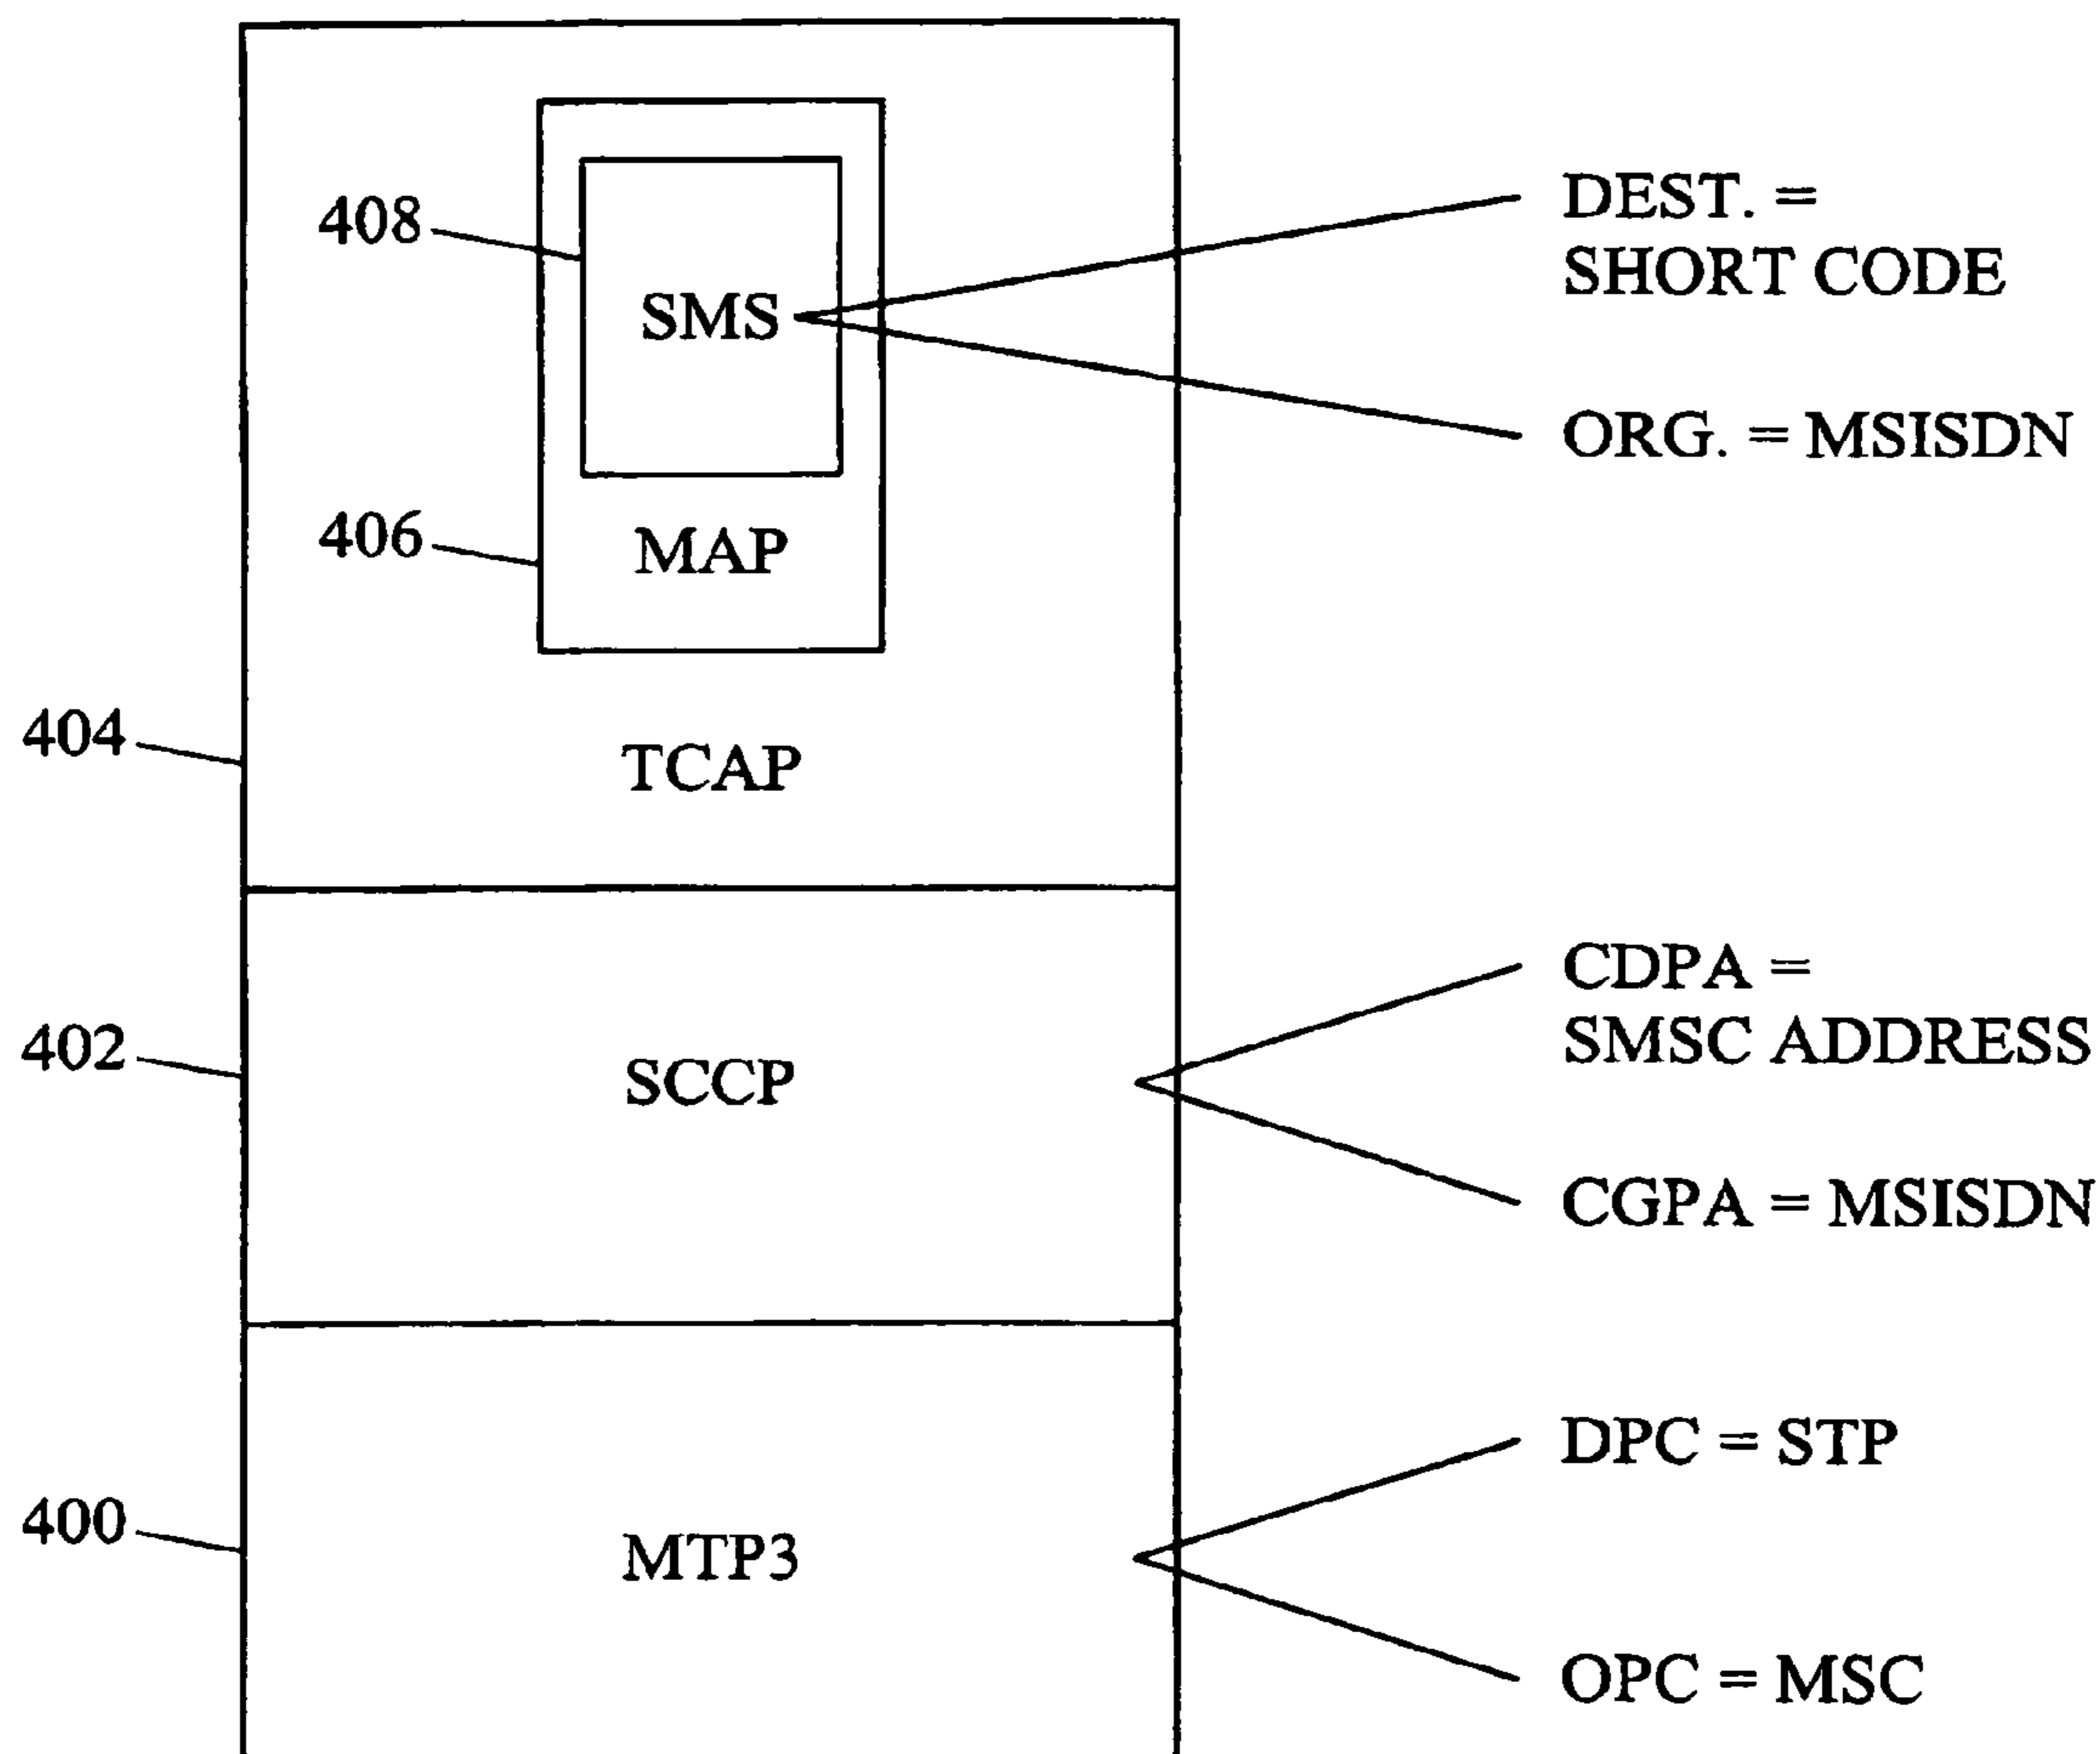 408
SMS
DEST. =
SHORT CODE
ORG. = MSISDN
406
MAP
404
TCAP
402
SCCP
CDPA =
SMSC ADDRESS
CGPA = MSISDN
400
MTP3
DPC = STP
OPC = MSC